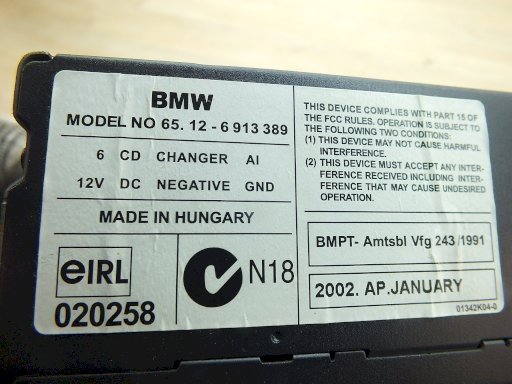 BMW
MODEL NO 65. 12 - 6 913 389
6 CD CHANGER AI
12V DC NEGATIVE GND
MADE IN HUNGARY
eIRL
020258
N18
THIS DEVICE COMPLIES WITH PART 15 OF
THE FCC RULES. OPERATION IS SUBJECT TO
THE FOLLOWING TWO CONDITIONS:
(1) THIS DEVICE MAY NOT CAUSE HARMFUL
INTERFERENCE.
(2) THIS DEVICE MUST ACCEPT ANY INTER-
FERENCE RECEIVED INCLUDING INTER-
FERENCE THAT MAY CAUSE UNDESIRED
OPERATION.
BMPT- Amtsbl Vfg 243 /1991
2002. AP.JANUARY
01342K04-0